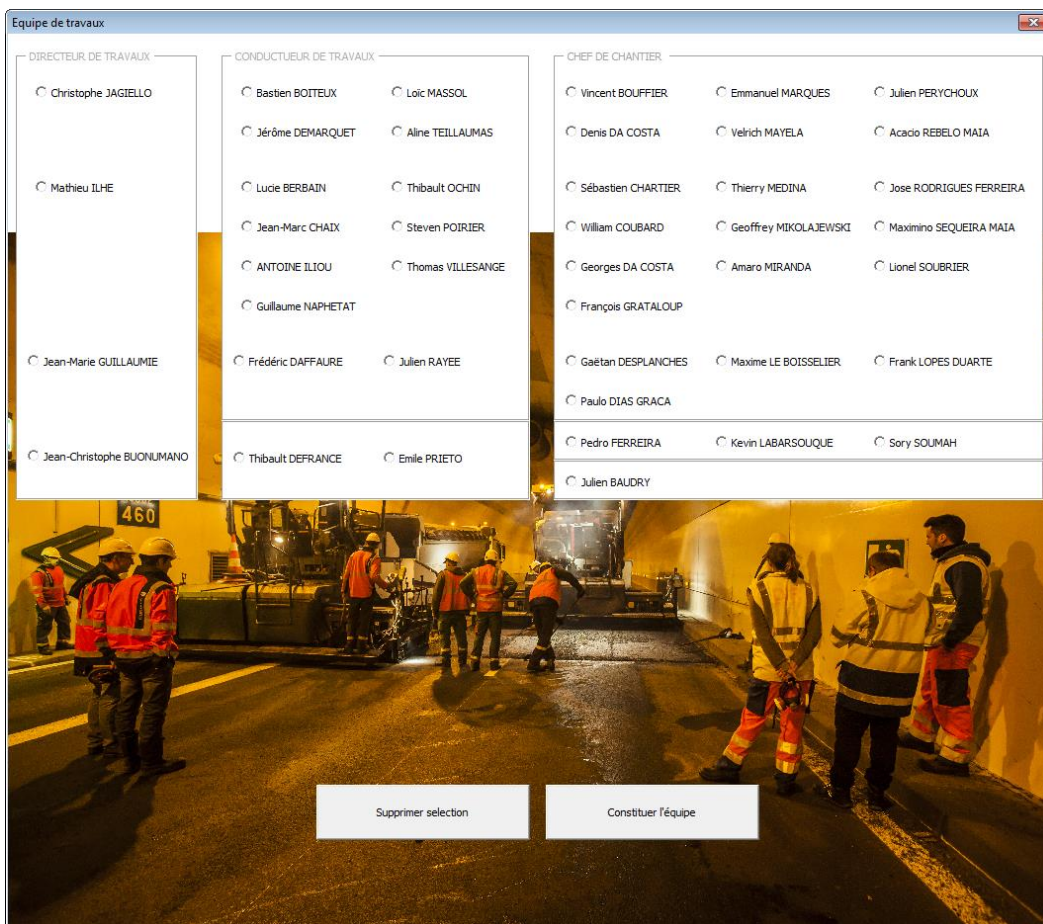 Equipe de travaux
DIRECTEUR DE TRAVAUX
Christophe JAGIELLO
Mathieu ILHE
Jean-Marie GUILLAUMIE
Jean-Christophe BUONUMANO
CONDUCTUEUR DE TRAVAUX
Bastien BOITEUX
Loïc MASSOL
Jérôme DEMARQUET
Aline TEILLAUMAS
Lucie BERBAIN
Thibault OCHIN
Jean-Marc CHAIX
Steven POIRIER
ANTOINE ILIOU
Thomas VILLESANGE
Guillaume NAPHETAT
Frédéric DAFFAURE
Julien RAYEE
Thibault DEFRANCE
Emile PRIETO
CHEF DE CHANTIER
Vincent BOUFFIER
Emmanuel MARQUES
Julien PERYCHOUX
Denis DA COSTA
Velrich MAYELA
Acacio REBELO MAIA
Sébastien CHARTIER
Thierry MEDINA
Jose RODRIGUES FERREIRA
William COUBARD
Geoffrey MIKOLAJEWSKI
Maximino SEQUEIRA MAIA
Georges DA COSTA
Amaro MIRANDA
Lionel SOUBRIER
François GRATALOUP
Gaëtan DESPLANCHES
Maxime LE BOISSELIER
Frank LOPES DUARTE
Paulo DIAS GRACA
Pedro FERREIRA
Kevin LABARSOUQUE
Sory SOUMAH
Julien BAUDRY
460
Supprimer selection
Constituer l'équipe